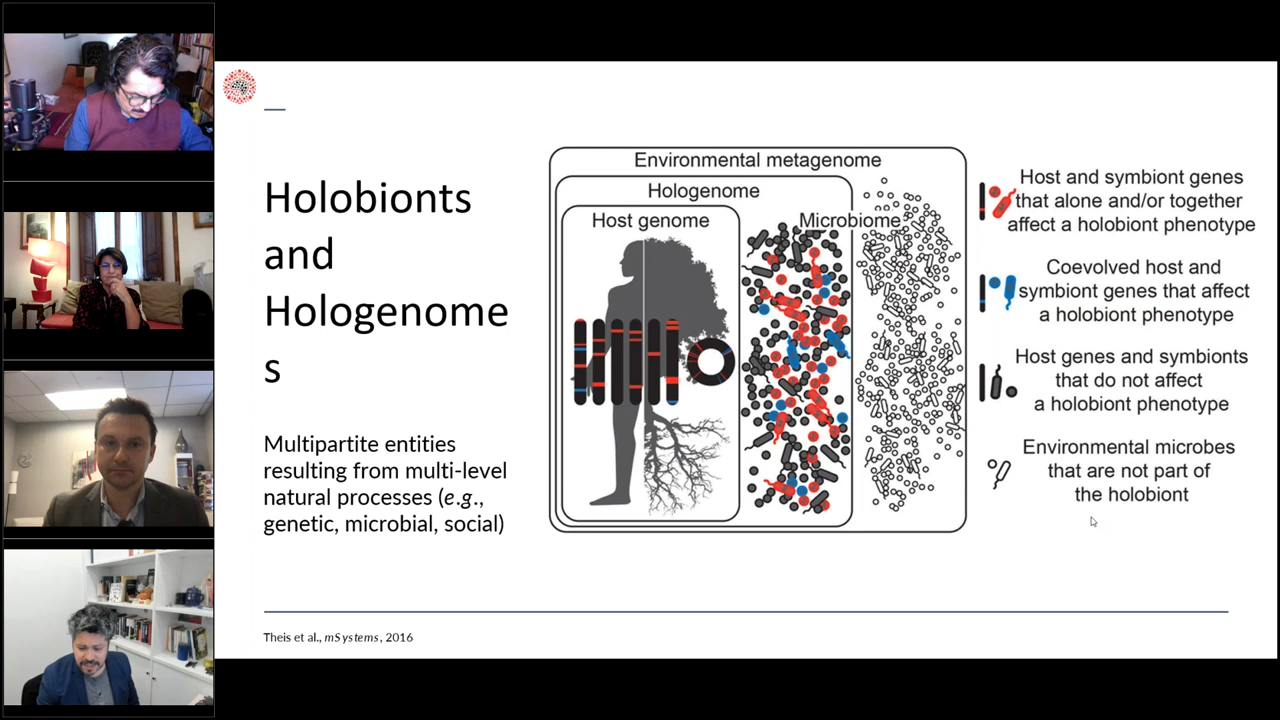 Holobionts
and
Hologenome
s
Multipartite entities
resulting from multi-level
natural processes (e.g.,
genetic, microbial, social)
Environmental metagenome
Hologenome
Host genome
Microbiome
Host and symbiont genes
that alone and/or together
affect a holobiont phenotype
Coevolved host and
symbiont genes that affect
a holobiont phenotype
Host genes and symbionts
that do not affect
a holobiont phenotype
Environmental microbes
that are not part of
the holobiont
Theis et al., mSystems, 2016